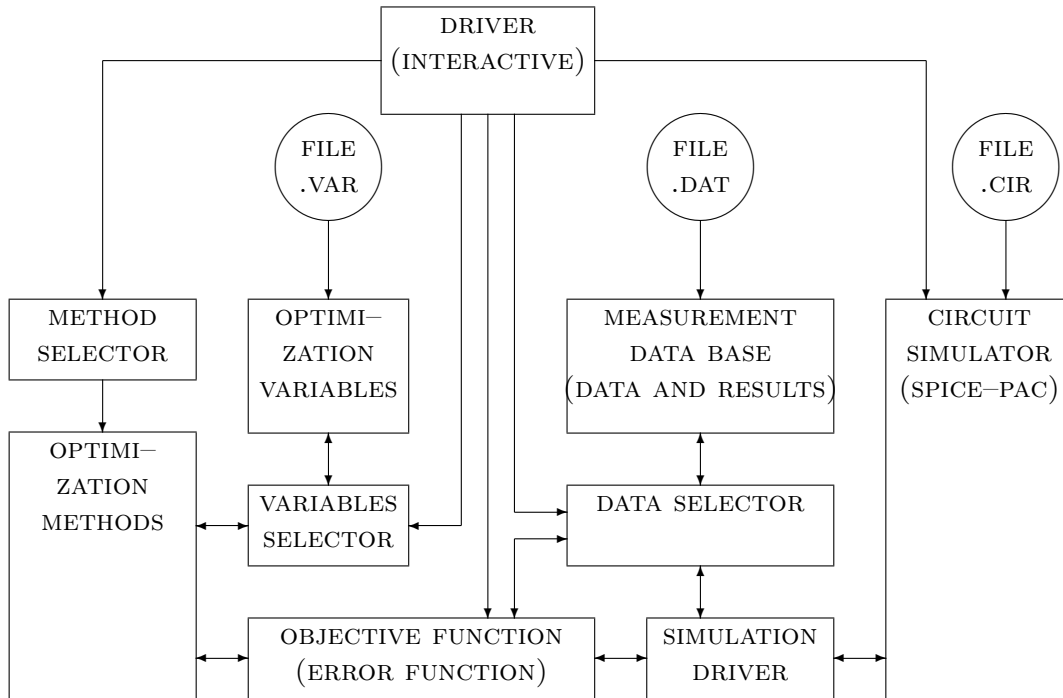 DRIVER
(INTERACTIVE)
FILE
.VAR
FILE
.DAT
FILE
.CIR
METHOD
SELECTOR
OPTIMI–
ZATION
VARIABLES
MEASUREMENT
DATA BASE
(DATA AND RESULTS)
CIRCUIT
SIMULATOR
(SPICE–PAC)
OPTIMI–
ZATION
METHODS
VARIABLES
SELECTOR
DATA SELECTOR
OBJECTIVE FUNCTION
(ERROR FUNCTION)
SIMULATION
DRIVER